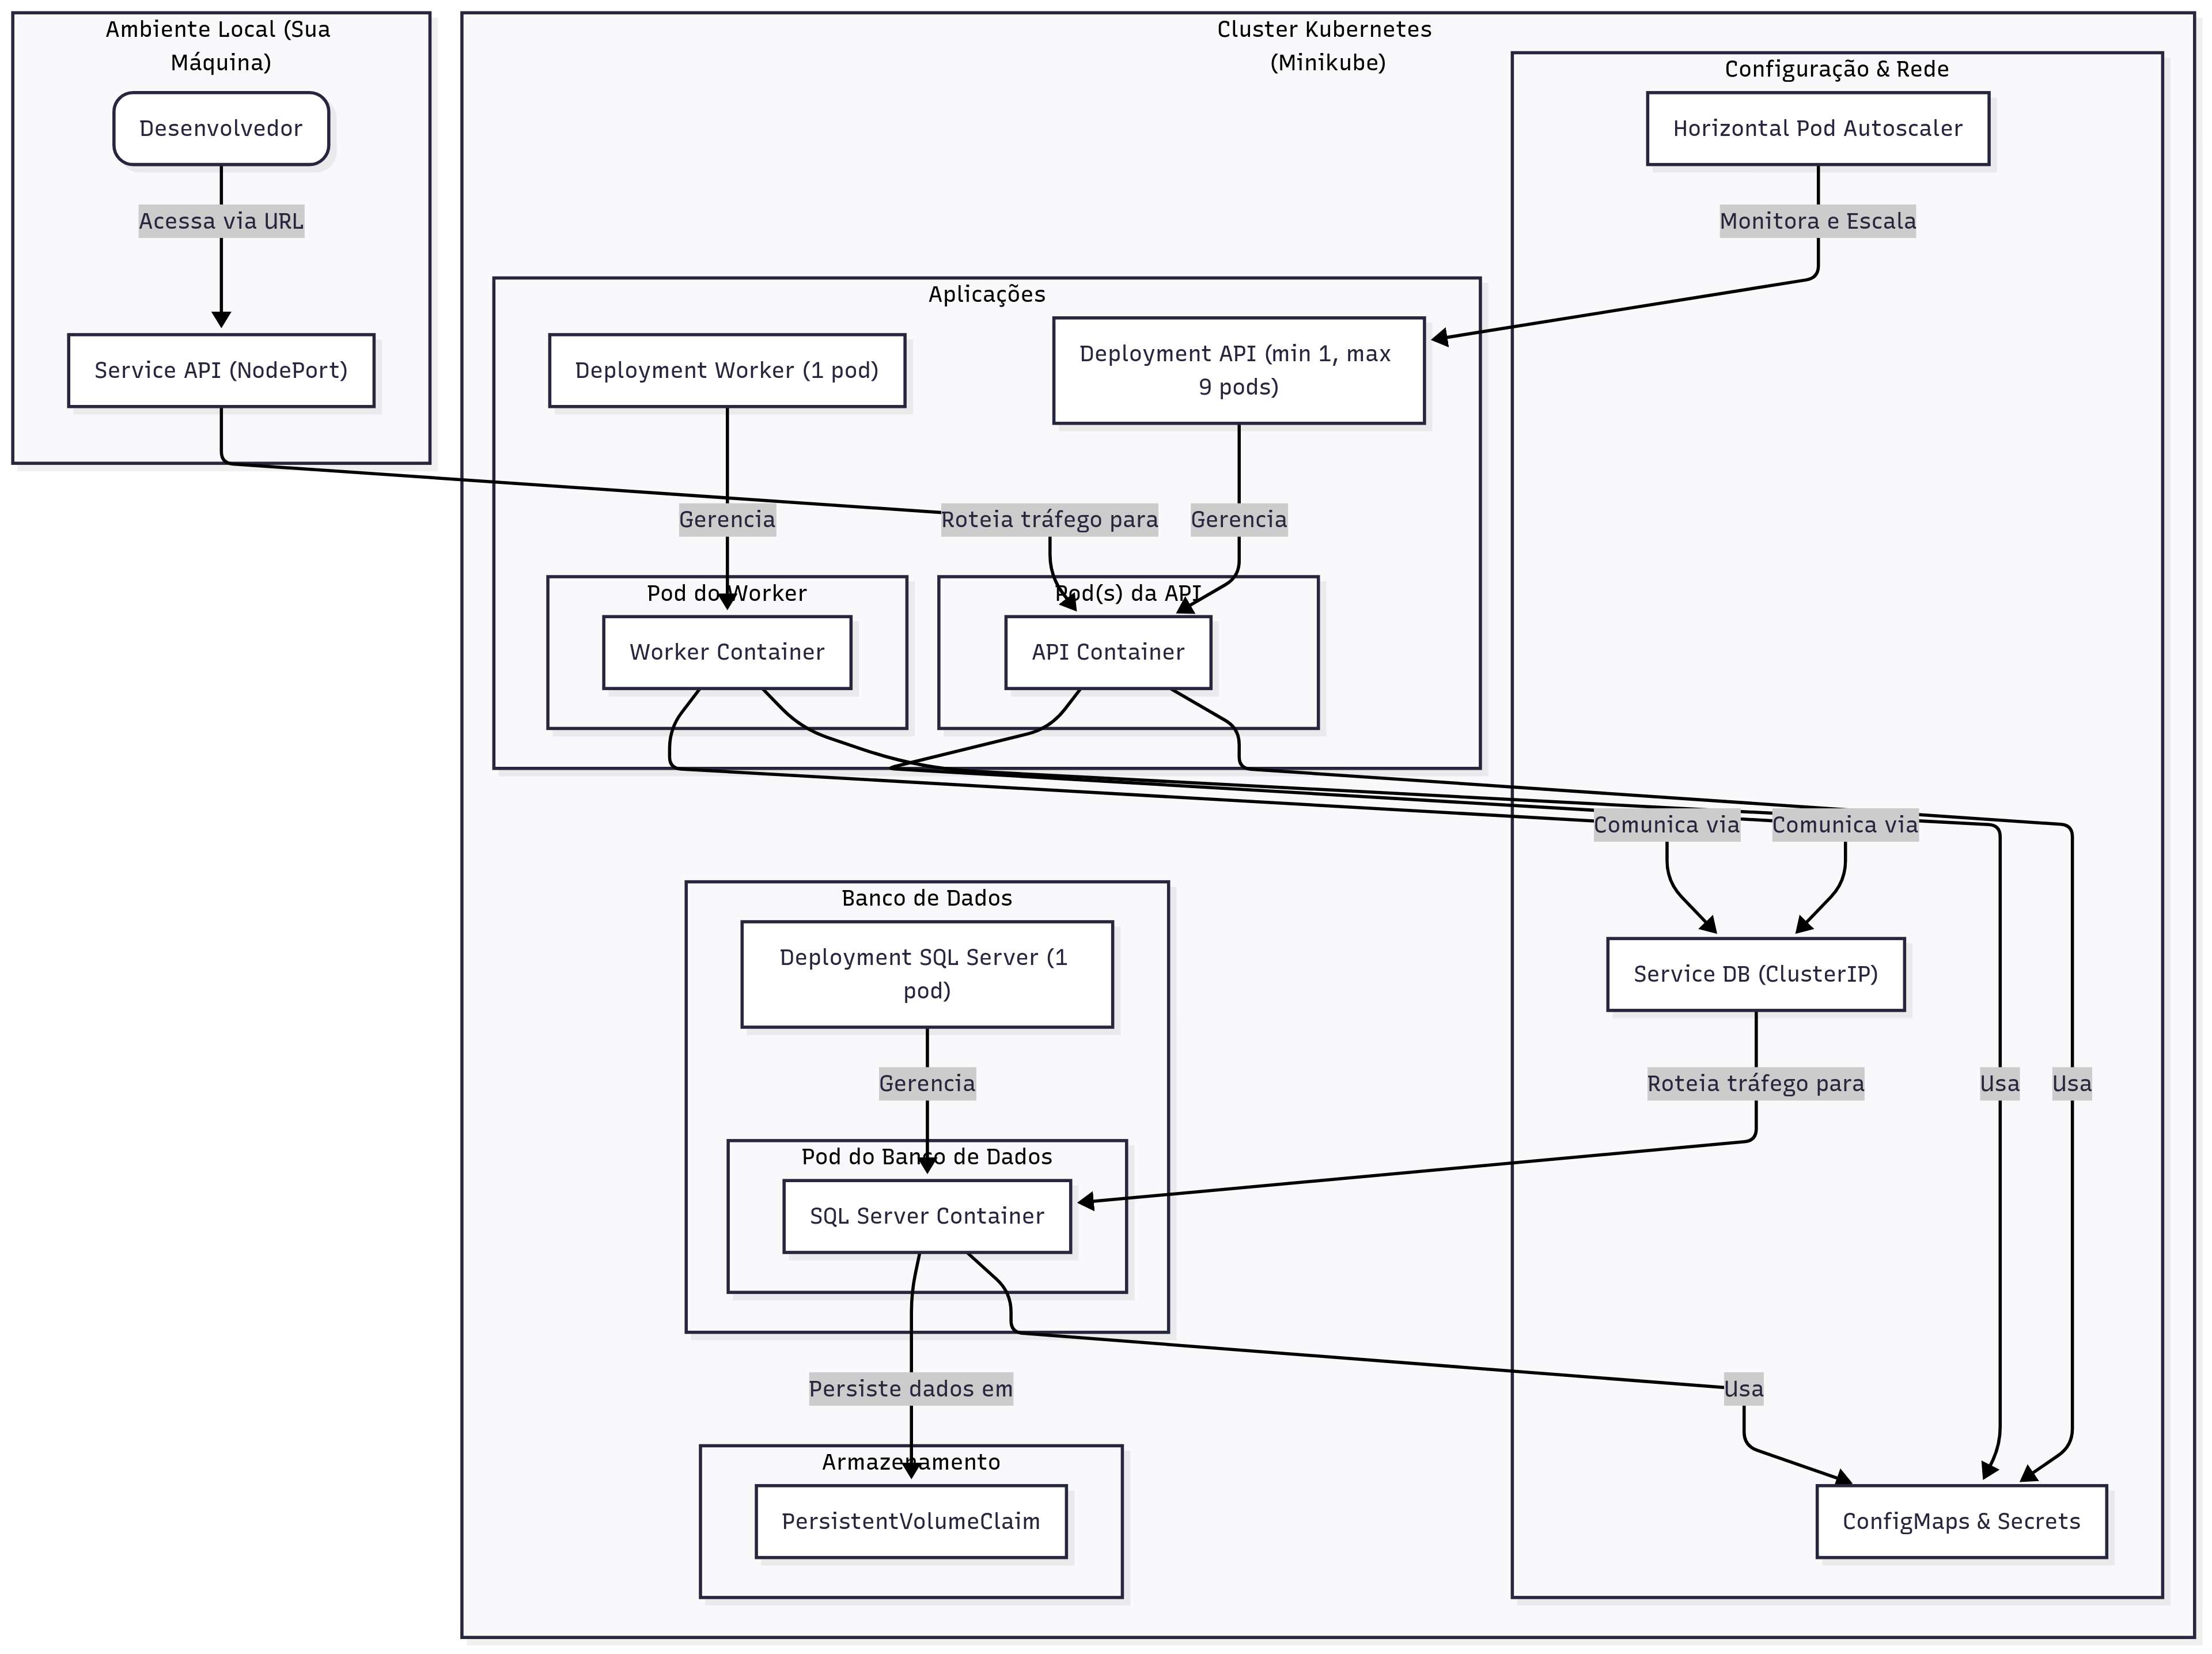 Ambiente Local (Sua
Máquina)
Desenvolvedor
Acessa via URL
Service API (NodePort)
Cluster Kubernetes
(Minikube)
Configuração & Rede
Horizontal Pod Autoscaler
Monitora e Escala
Aplicações
Deployment Worker (1 pod)
Deployment API (min 1, max
9 pods)
Gerencia
Roteia tráfego para
Gerencia
Pod do Worker
Pod(s) da API
Worker Container
API Container
Comunica via
Comunica via
Banco de Dados
Deployment SQL Server (1
pod)
Service DB (ClusterIP)
Gerencia
Roteia tráfego para
Usa
Usa
Pod do Banco de Dados
SQL Server Container
Persiste dados em
Usa
Armazenamento
PersistentVolumeClaim
ConfigMaps & Secrets